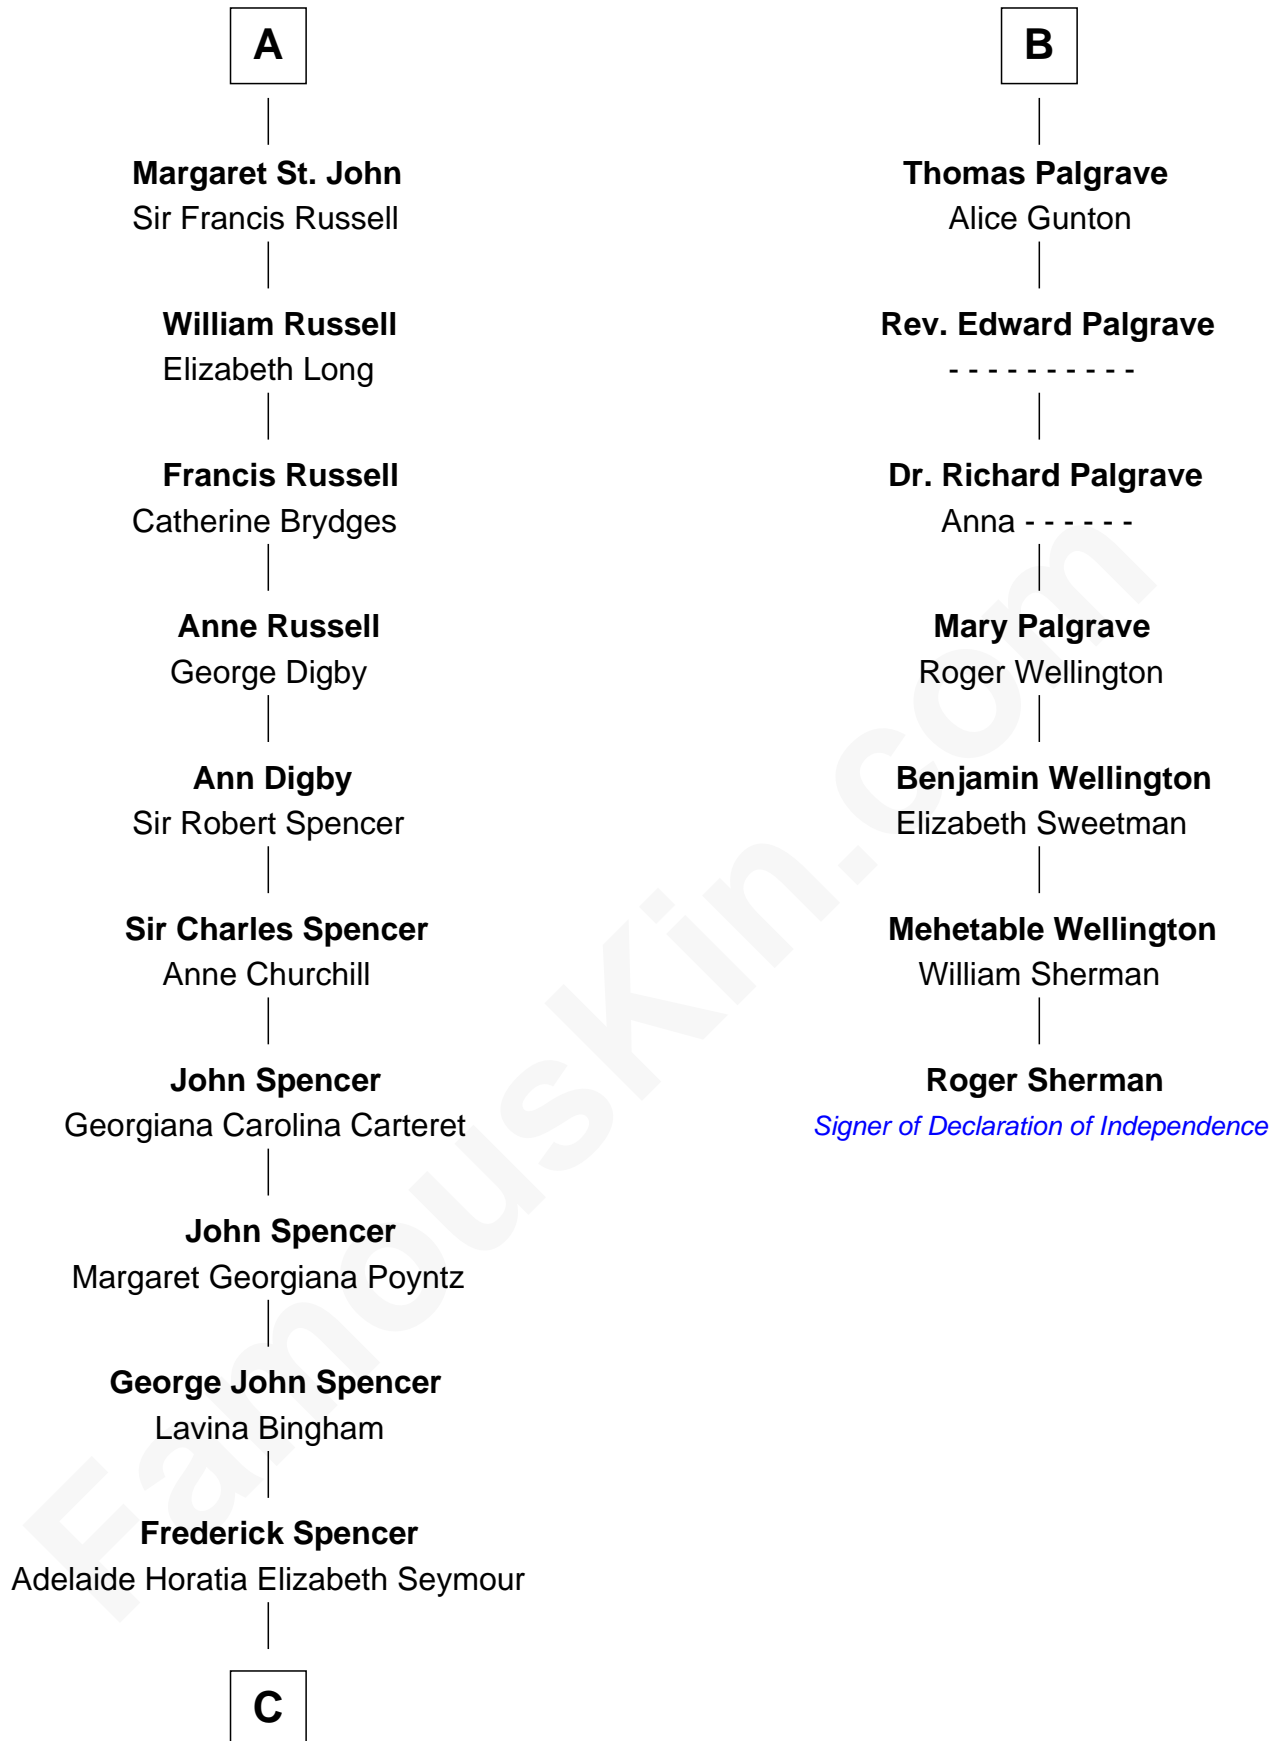 A
Margaret St. John
Sir Francis Russell
William Russell
Elizabeth Long
Francis Russell
Catherine Brydges
Anne Russell
George Digby
Ann Digby
Sir Robert Spencer
Sir Charles Spencer
Anne Churchill
John Spencer
Georgiana Carolina Carteret
John Spencer
Margaret Georgiana Poyntz
George John Spencer
Lavina Bingham
Frederick Spencer
Adelaide Horatia Elizabeth Seymour
C
B
Thomas Palgrave
Alice Gunton
Rev. Edward Palgrave
- - - - - - - - - -
Dr. Richard Palgrave
Anna - - - - - -
Mary Palgrave
Roger Wellington
Benjamin Wellington
Elizabeth Sweetman
Mehetable Wellington
William Sherman
Roger Sherman
Signer of Declaration of Independence
FamousKin.com